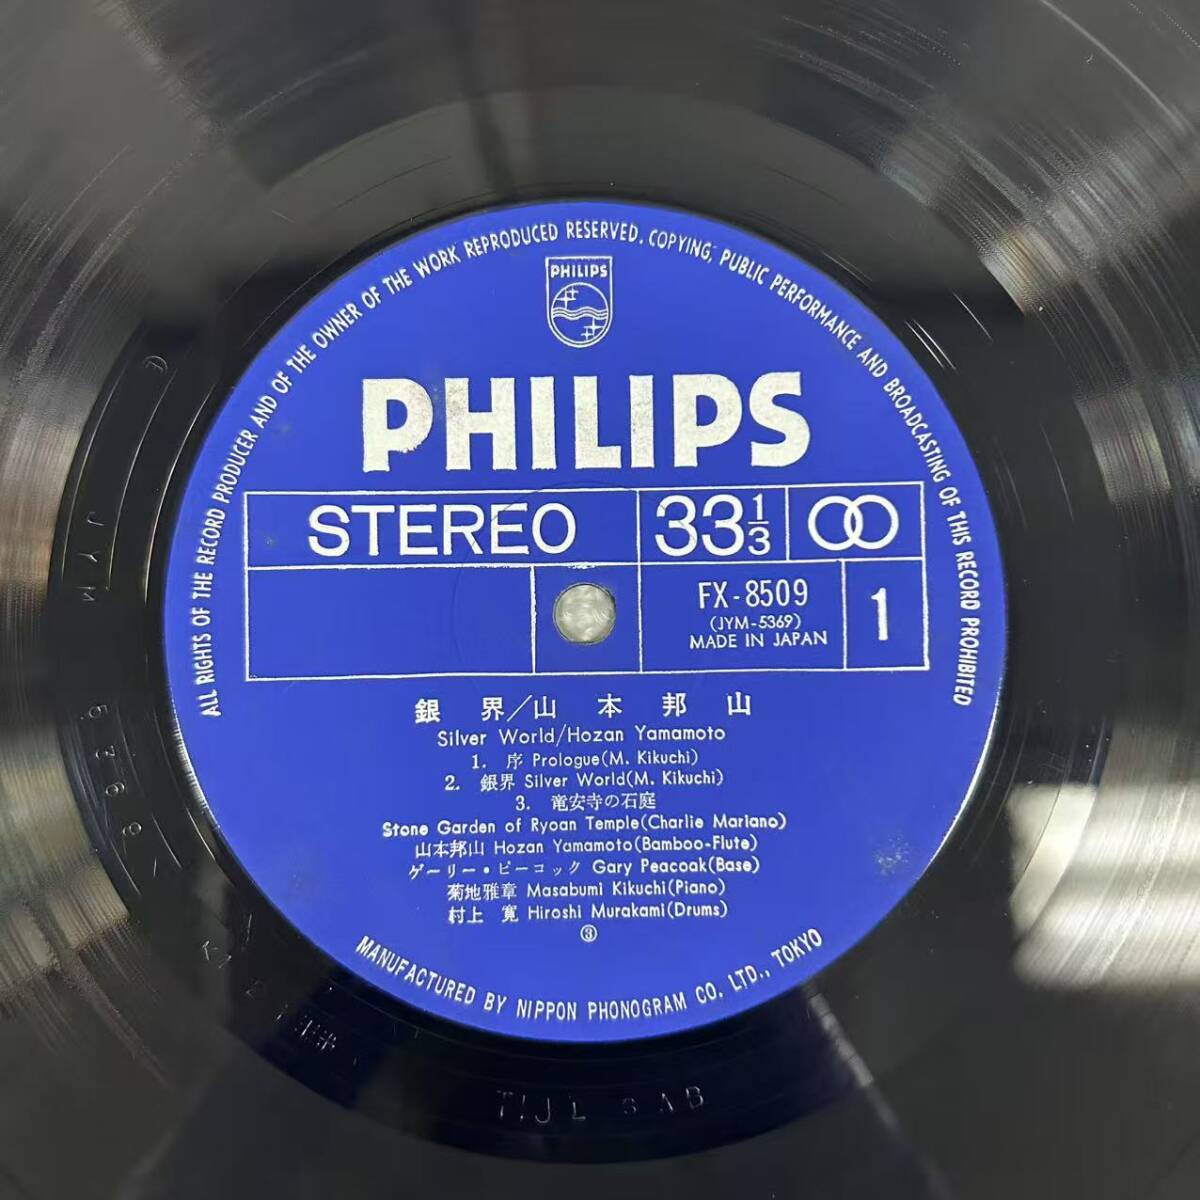 ALL RIGHTS OF THE RECORD PRODUCER AND OF THE OWNER OF THE WORK REPRODUCED RESERVED. COPYING, PUBLIC PERFORMANCE AND BROADCASTING OF THIS RECORD PROHIBITED
PHILIPS
PHILIPS
STEREO
33 1/3
FX-8509
(JYM-5369)
MADE IN JAPAN
1
銀界/山本邦山
Silver World/Hozan Yamamoto
1. 序 Prologue(M. Kikuchi)
2. 銀界 Silver World(M. Kikuchi)
3. 竜安寺の石庭
Stone Garden of Ryoan Temple(Charlie Mariano)
山本邦山 Hozan Yamamoto(Bamboo-Flute)
ゲーリー・ピーコック Gary Peacoak(Base)
菊地雅章 Masabumi Kikuchi(Piano)
村上 寛 Hiroshi Murakami(Drums)
③
MANUFACTURED BY NIPPON PHONOGRAM CO. LTD., TOKYO
JYM